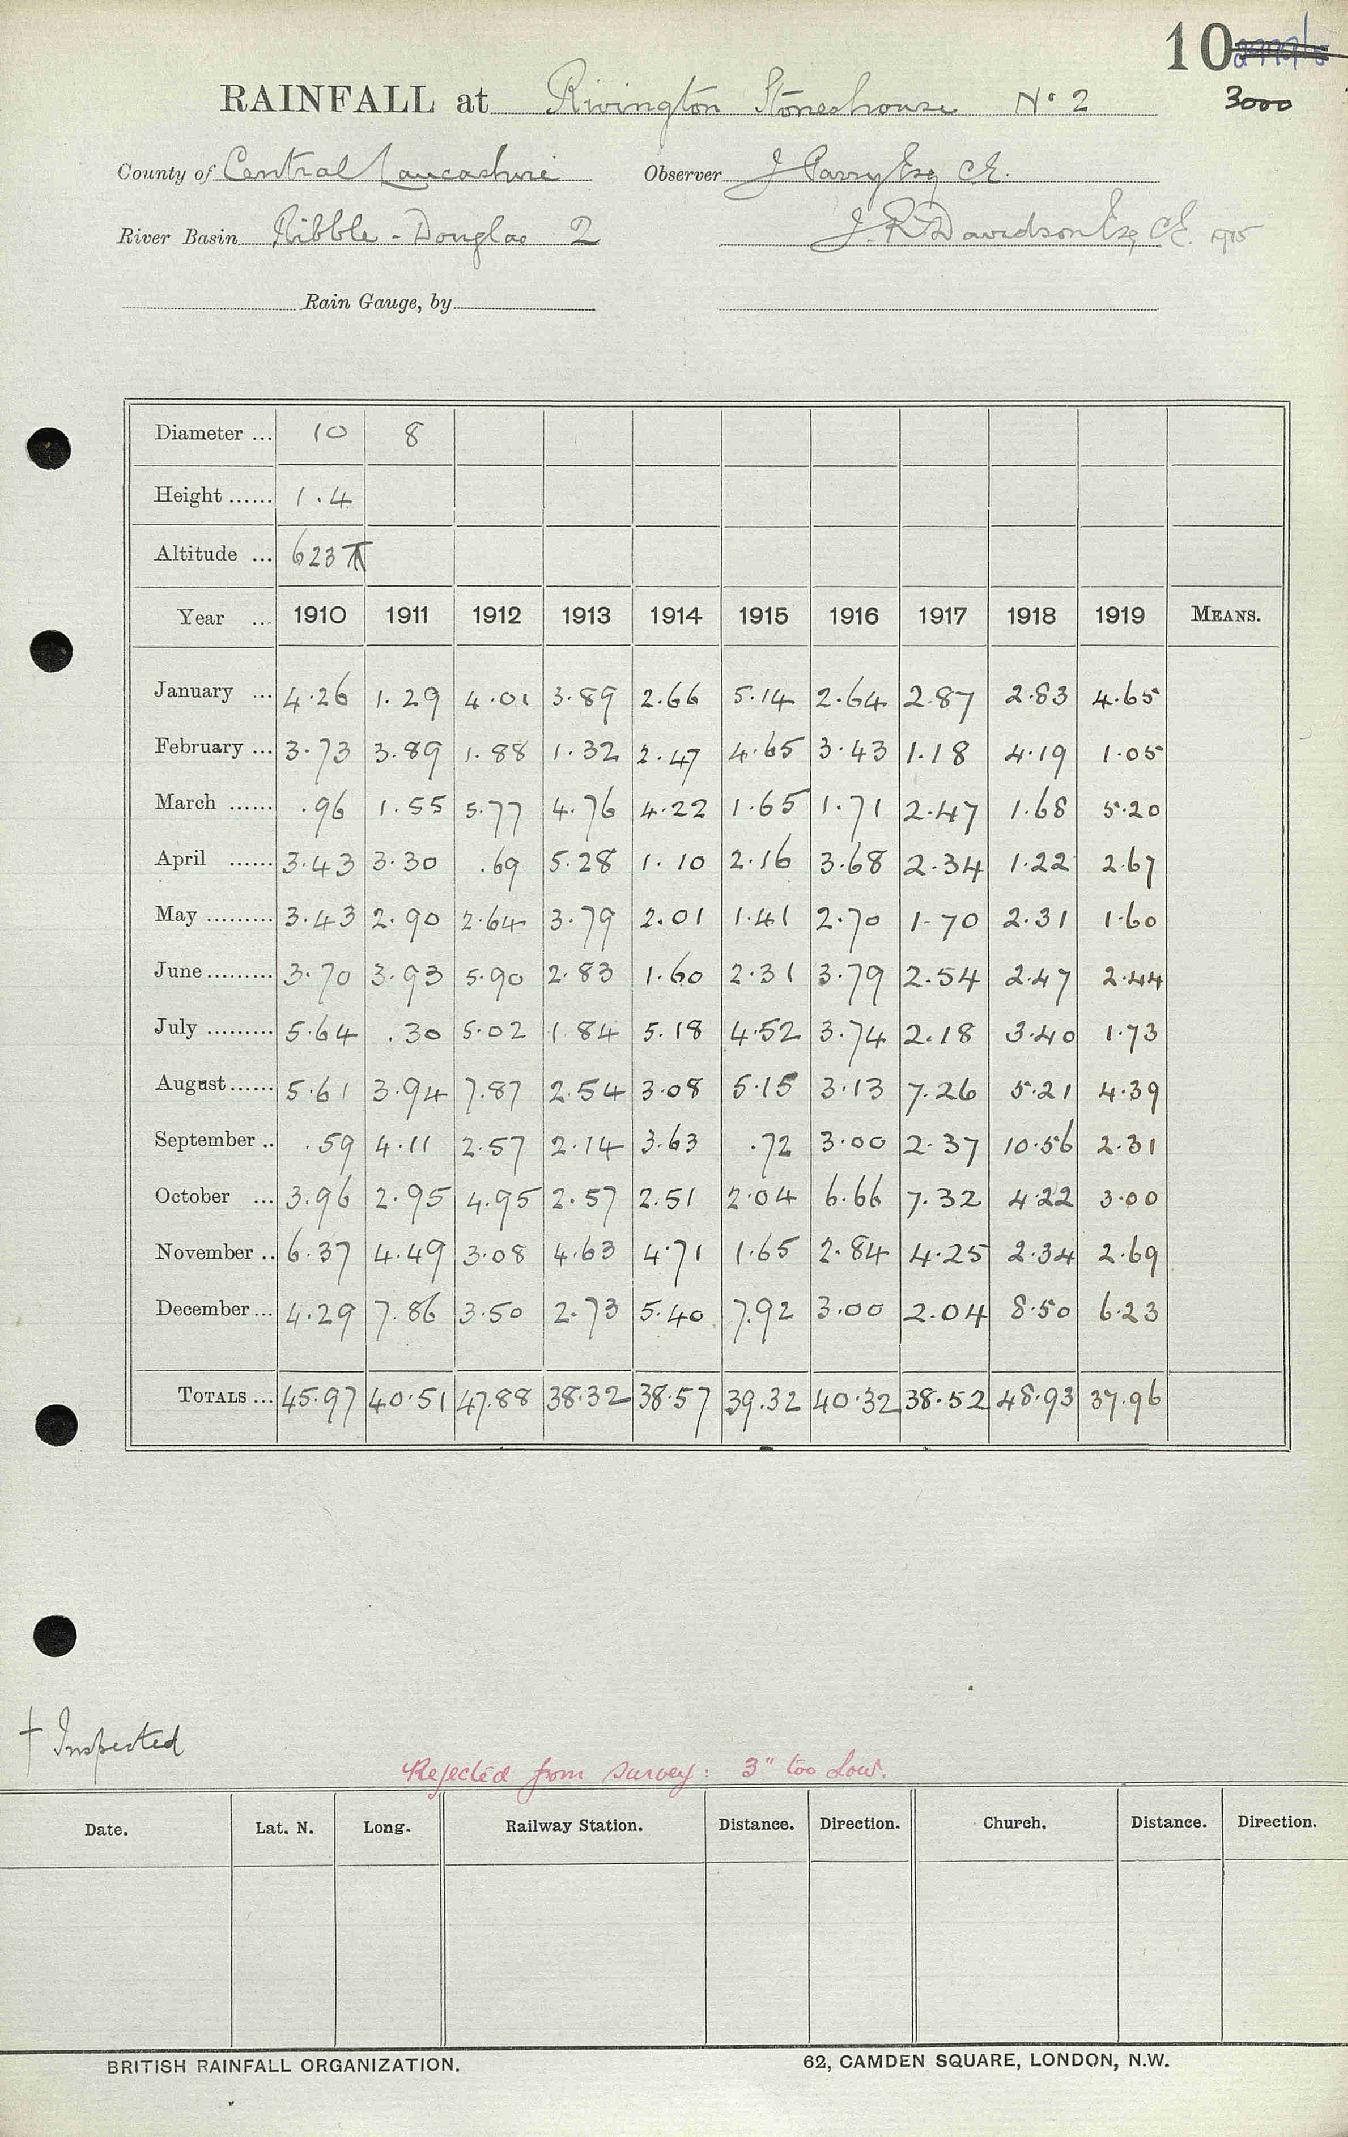 10
RAINFALL at Rivington Stoneshouse No 2 3000
County of Central Lancashire Observer J Parry Esq CE.
River Basin Ribble - Douglas 2 J. R Davidson Esq CE. 1915
Rain Gauge, by
Diameter ... 10 8
Height ...... 1.4
Altitude ... 623
Year ... 1910 1911 1912 1913 1914 1915 1916 1917 1918 1919 MEANS.
January ... 4.26 1.29 4.01 3.89 2.66 5.14 2.64 2.87 2.83 4.65
February ... 3.73 3.89 1.88 1.32 2.47 4.65 3.43 1.18 4.19 1.05
March ...... .96 1.55 5.77 4.76 4.22 1.65 1.71 2.47 1.68 5.20
April ...... 3.43 3.30 .69 5.28 1.10 2.16 3.68 2.34 1.22 2.67
May ......... 3.43 2.90 2.64 3.79 2.01 1.41 2.70 1.70 2.31 1.60
June ......... 3.70 3.93 5.90 2.83 1.60 2.31 3.79 2.54 2.47 2.44
July ......... 5.64 .30 5.02 1.84 5.18 4.52 3.74 2.18 3.40 1.73
August ...... 5.61 3.94 7.87 2.54 3.08 5.15 3.13 7.26 5.21 4.39
September .. .59 4.11 2.57 2.14 3.63 .72 3.00 2.37 10.56 2.31
October ... 3.96 2.95 4.95 2.57 2.51 2.04 6.66 7.32 4.22 3.00
November .. 6.37 4.49 3.08 4.63 4.71 1.65 2.84 4.25 2.34 2.69
December ... 4.29 7.86 3.50 2.73 5.40 7.92 3.00 2.04 8.50 6.23
TOTALS ... 45.97 40.51 47.88 38.32 38.57 39.32 40.32 38.52 48.93 37.96
† Inspected
Rejected from survey: 3" too low.
Date. Lat. N. Long. Railway Station. Distance. Direction. Church. Distance. Direction.
BRITISH RAINFALL ORGANIZATION. 62, CAMDEN SQUARE, LONDON, N.W.